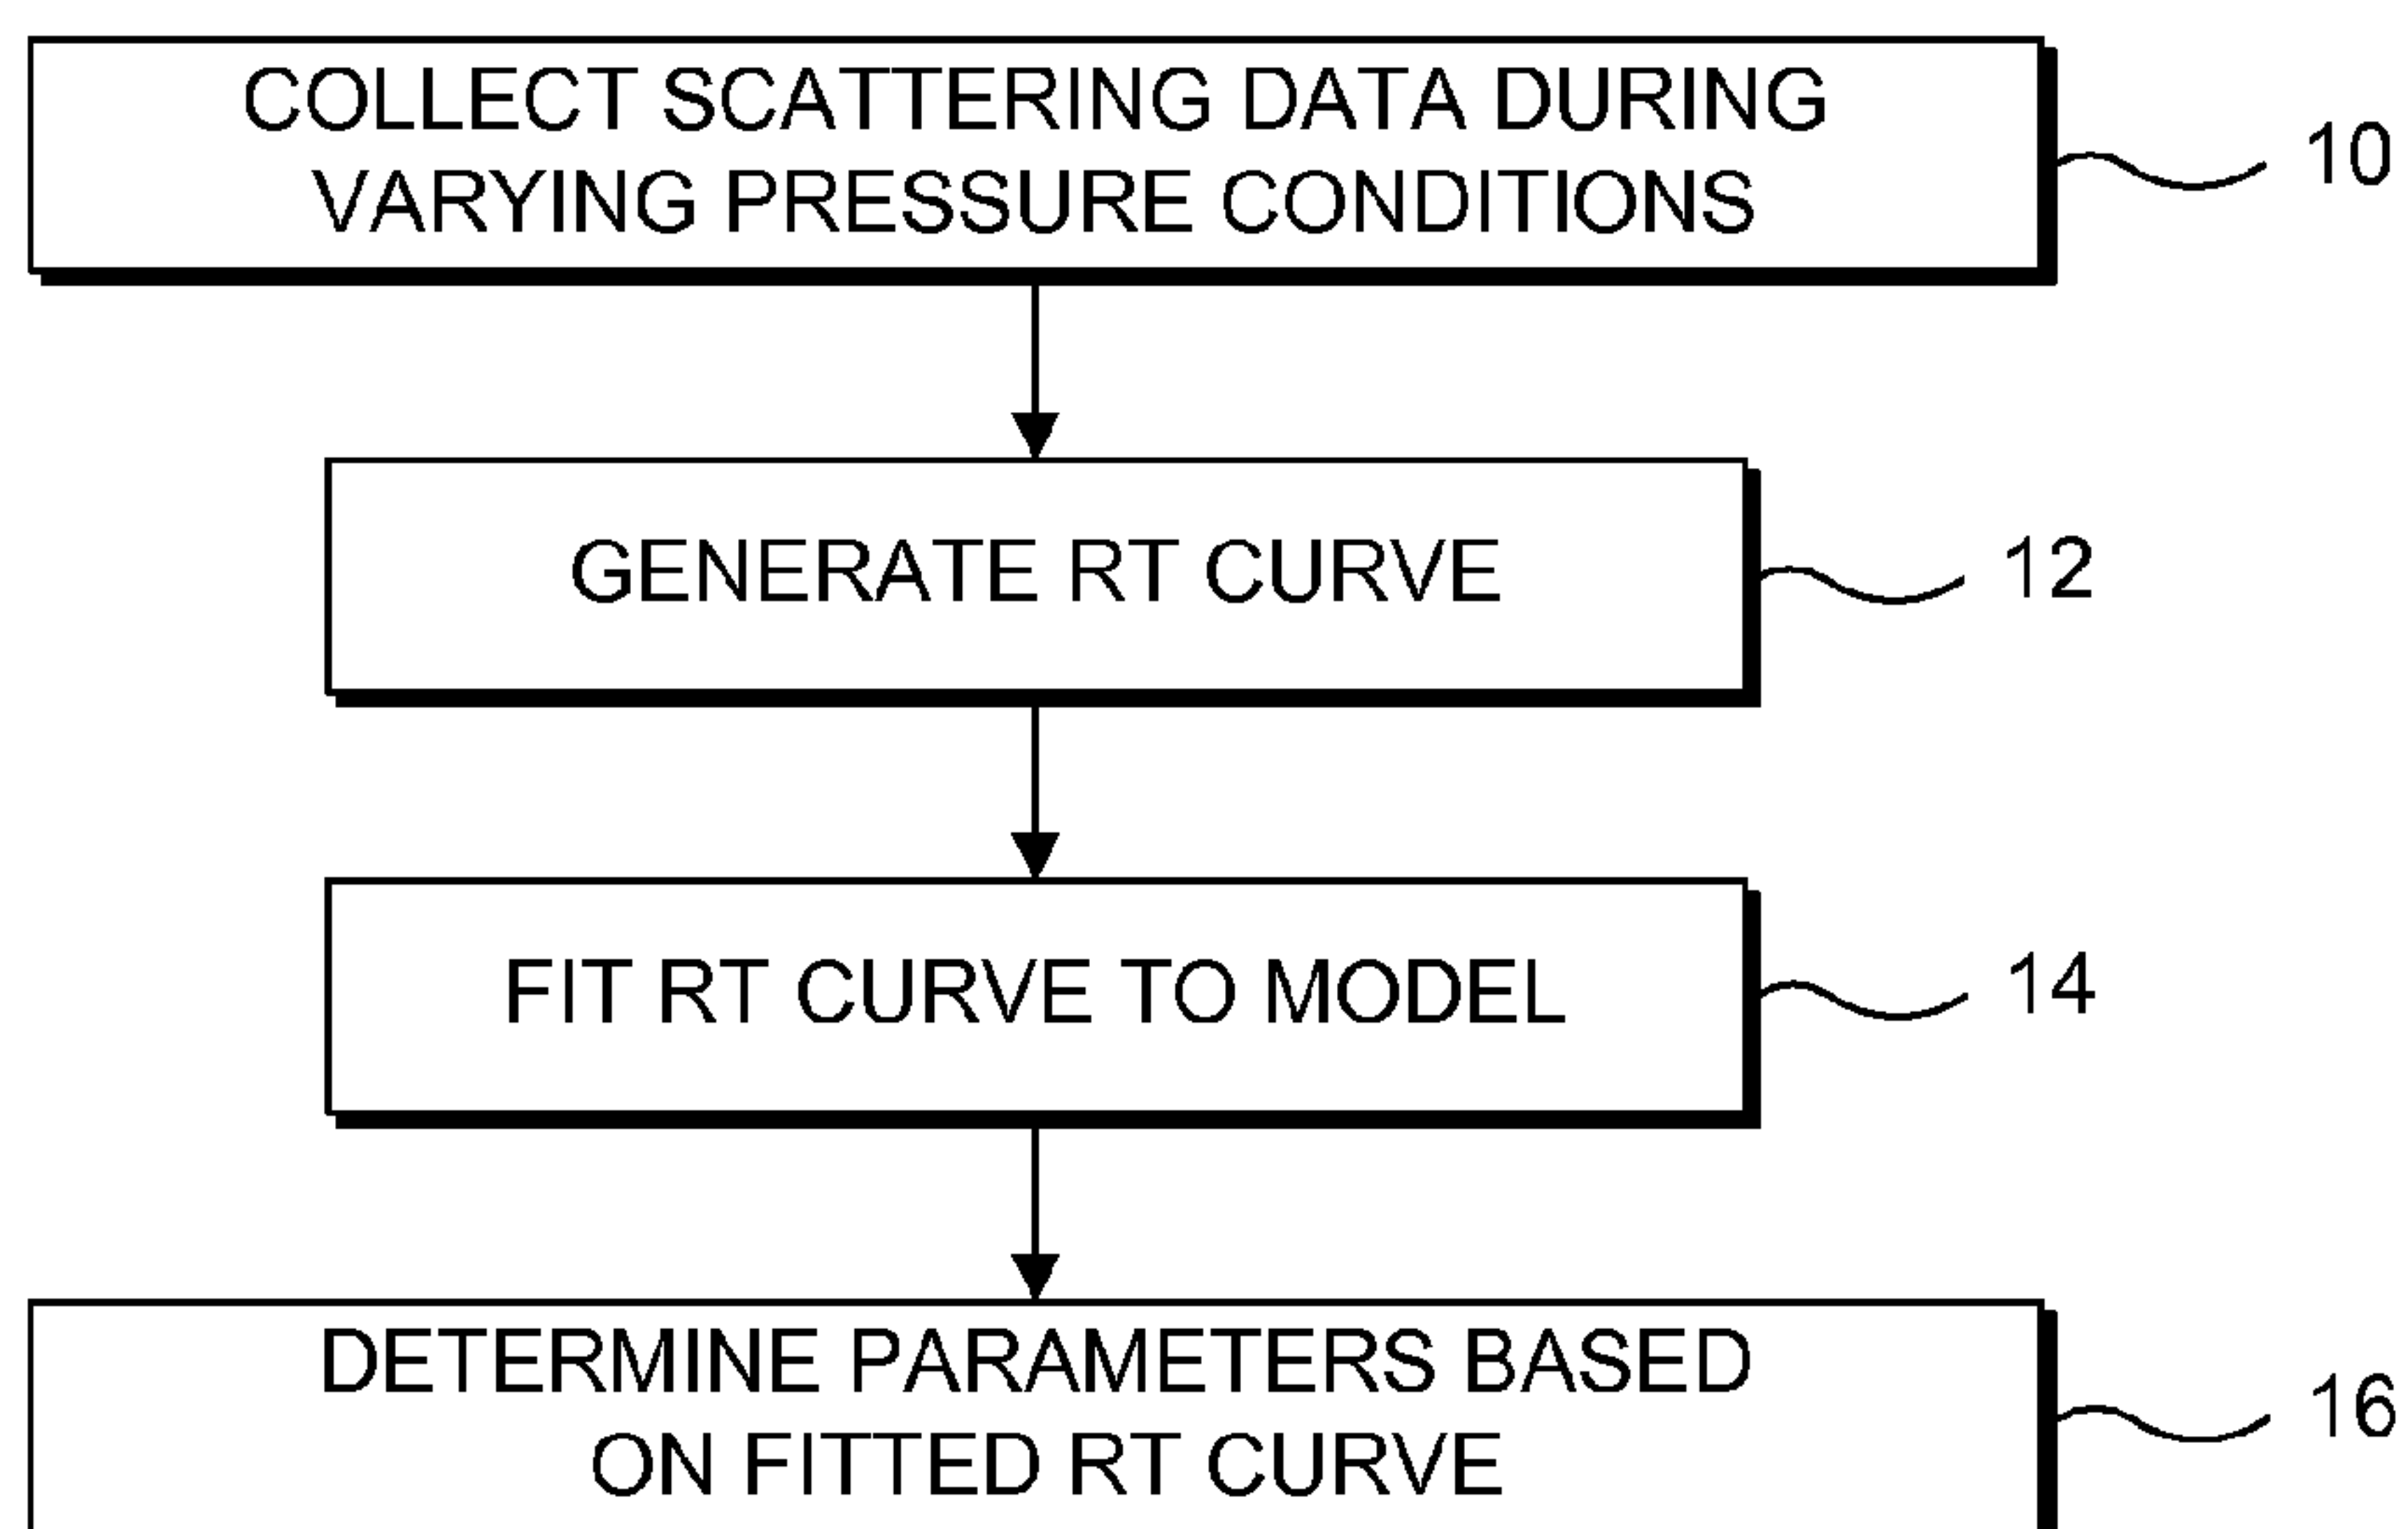 COLLECT SCATTERING DATA DURING
VARYING PRESSURE CONDITIONS
10
GENERATE RT CURVE
12
FIT RT CURVE TO MODEL
14
DETERMINE PARAMETERS BASED
ON FITTED RT CURVE
16